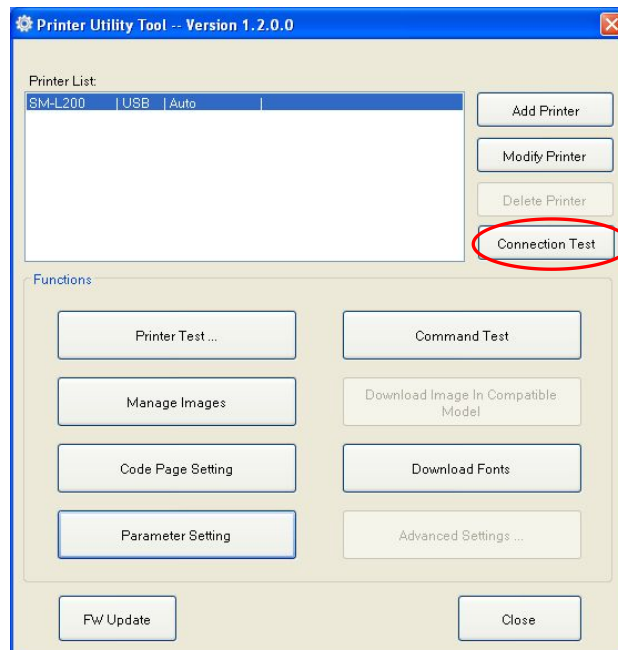 Printer Utility Tool -- Version 1.2.0.0
Printer List:
SM-L200 | USB | Auto |
Add Printer
Modify Printer
Delete Printer
Connection Test
Functions
Printer Test ...
Command Test
Manage Images
Download Image In Compatible
Model
Code Page Setting
Download Fonts
Parameter Setting
Advanced Settings ...
FW Update
Close